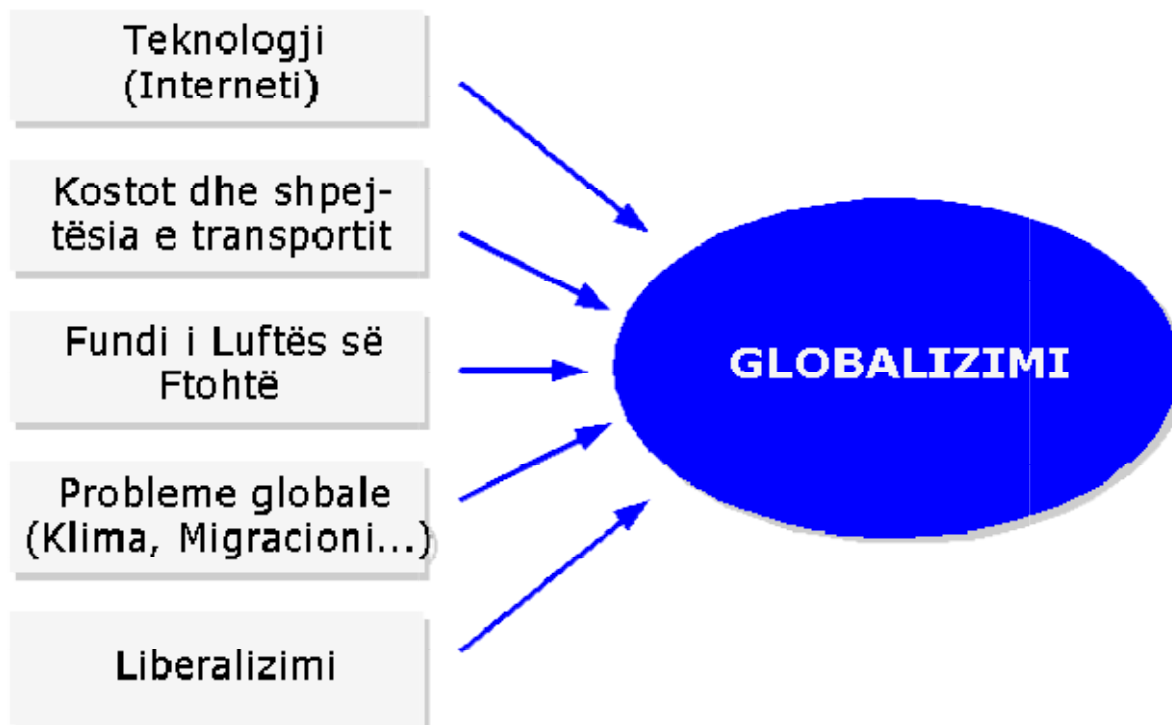 Teknologji
(Interneti)
Kostot dhe shpej-
tësia e transportit
Fundi i Luftës së
Ftohtë
Probleme globale
(Klima, Migracioni...)
Liberalizimi
GLOBALIZIMI